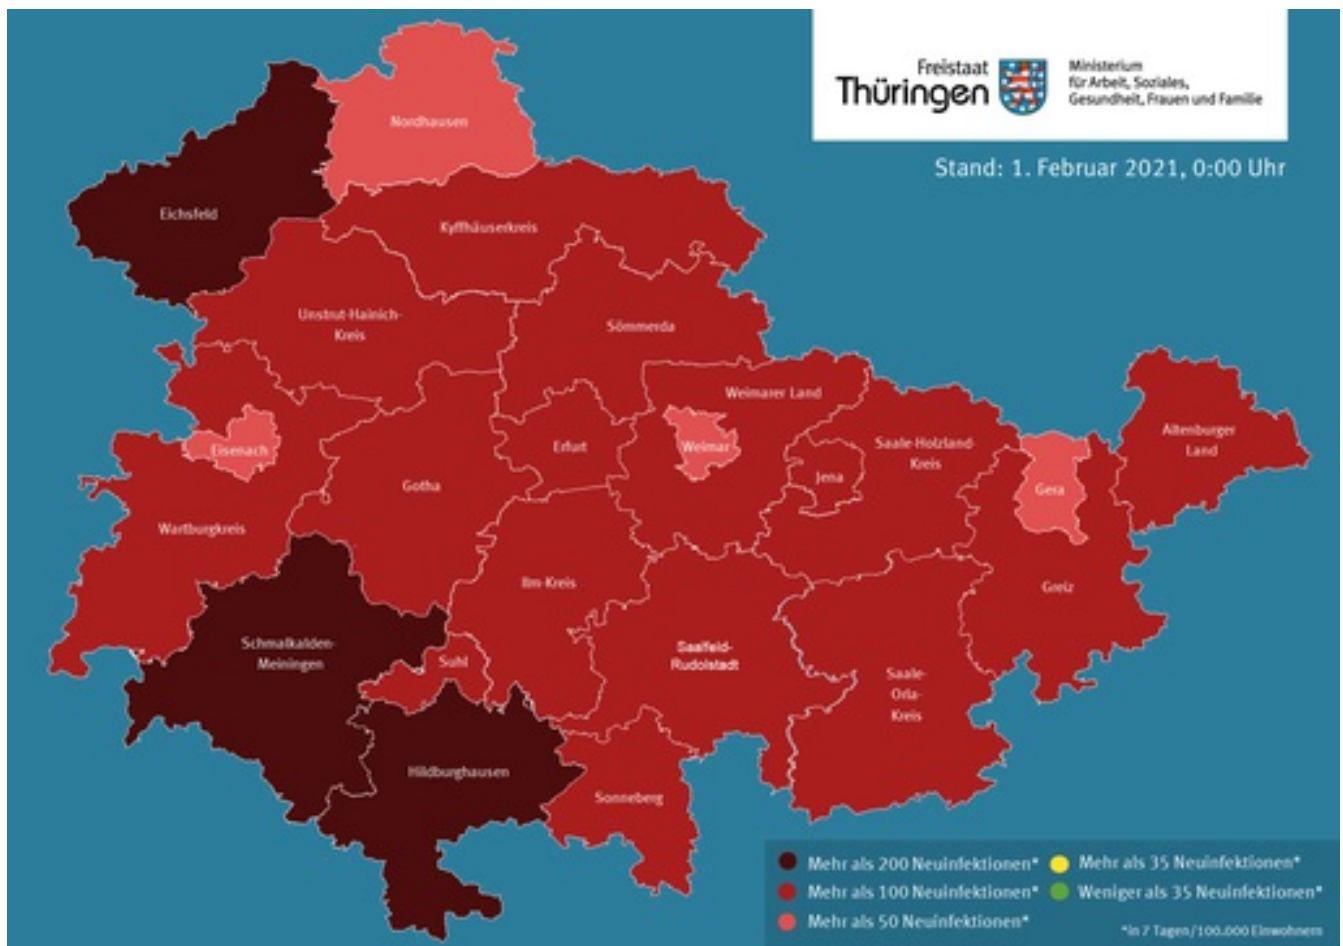 Freistaat
Thüringen
Ministerium
für Arbeit, Soziales,
Gesundheit, Frauen und Familie
Stand: 1. Februar 2021, 0:00 Uhr
Nordhausen
Eichsfeld
Kyffhäuserkreis
Unstrut-Hainich-
Kreis
Sömmerda
Weimarer Land
Eisenach
Erfurt
Weimar
Saale-Holzland-
Kreis
Altenburger
Land
Jena
Gera
Gotha
Wartburgkreis
Ilm-Kreis
Greiz
Schmalkalden-
Meiningen
Suhl
Saalfeld-
Rudolstadt
Saale-
Orla-
Kreis
Hildburghausen
Sonneberg
Mehr als 200 Neuinfektionen*
Mehr als 100 Neuinfektionen*
Mehr als 50 Neuinfektionen*
Mehr als 35 Neuinfektionen*
Weniger als 35 Neuinfektionen*
*in 7 Tagen/100.000 Einwohnern